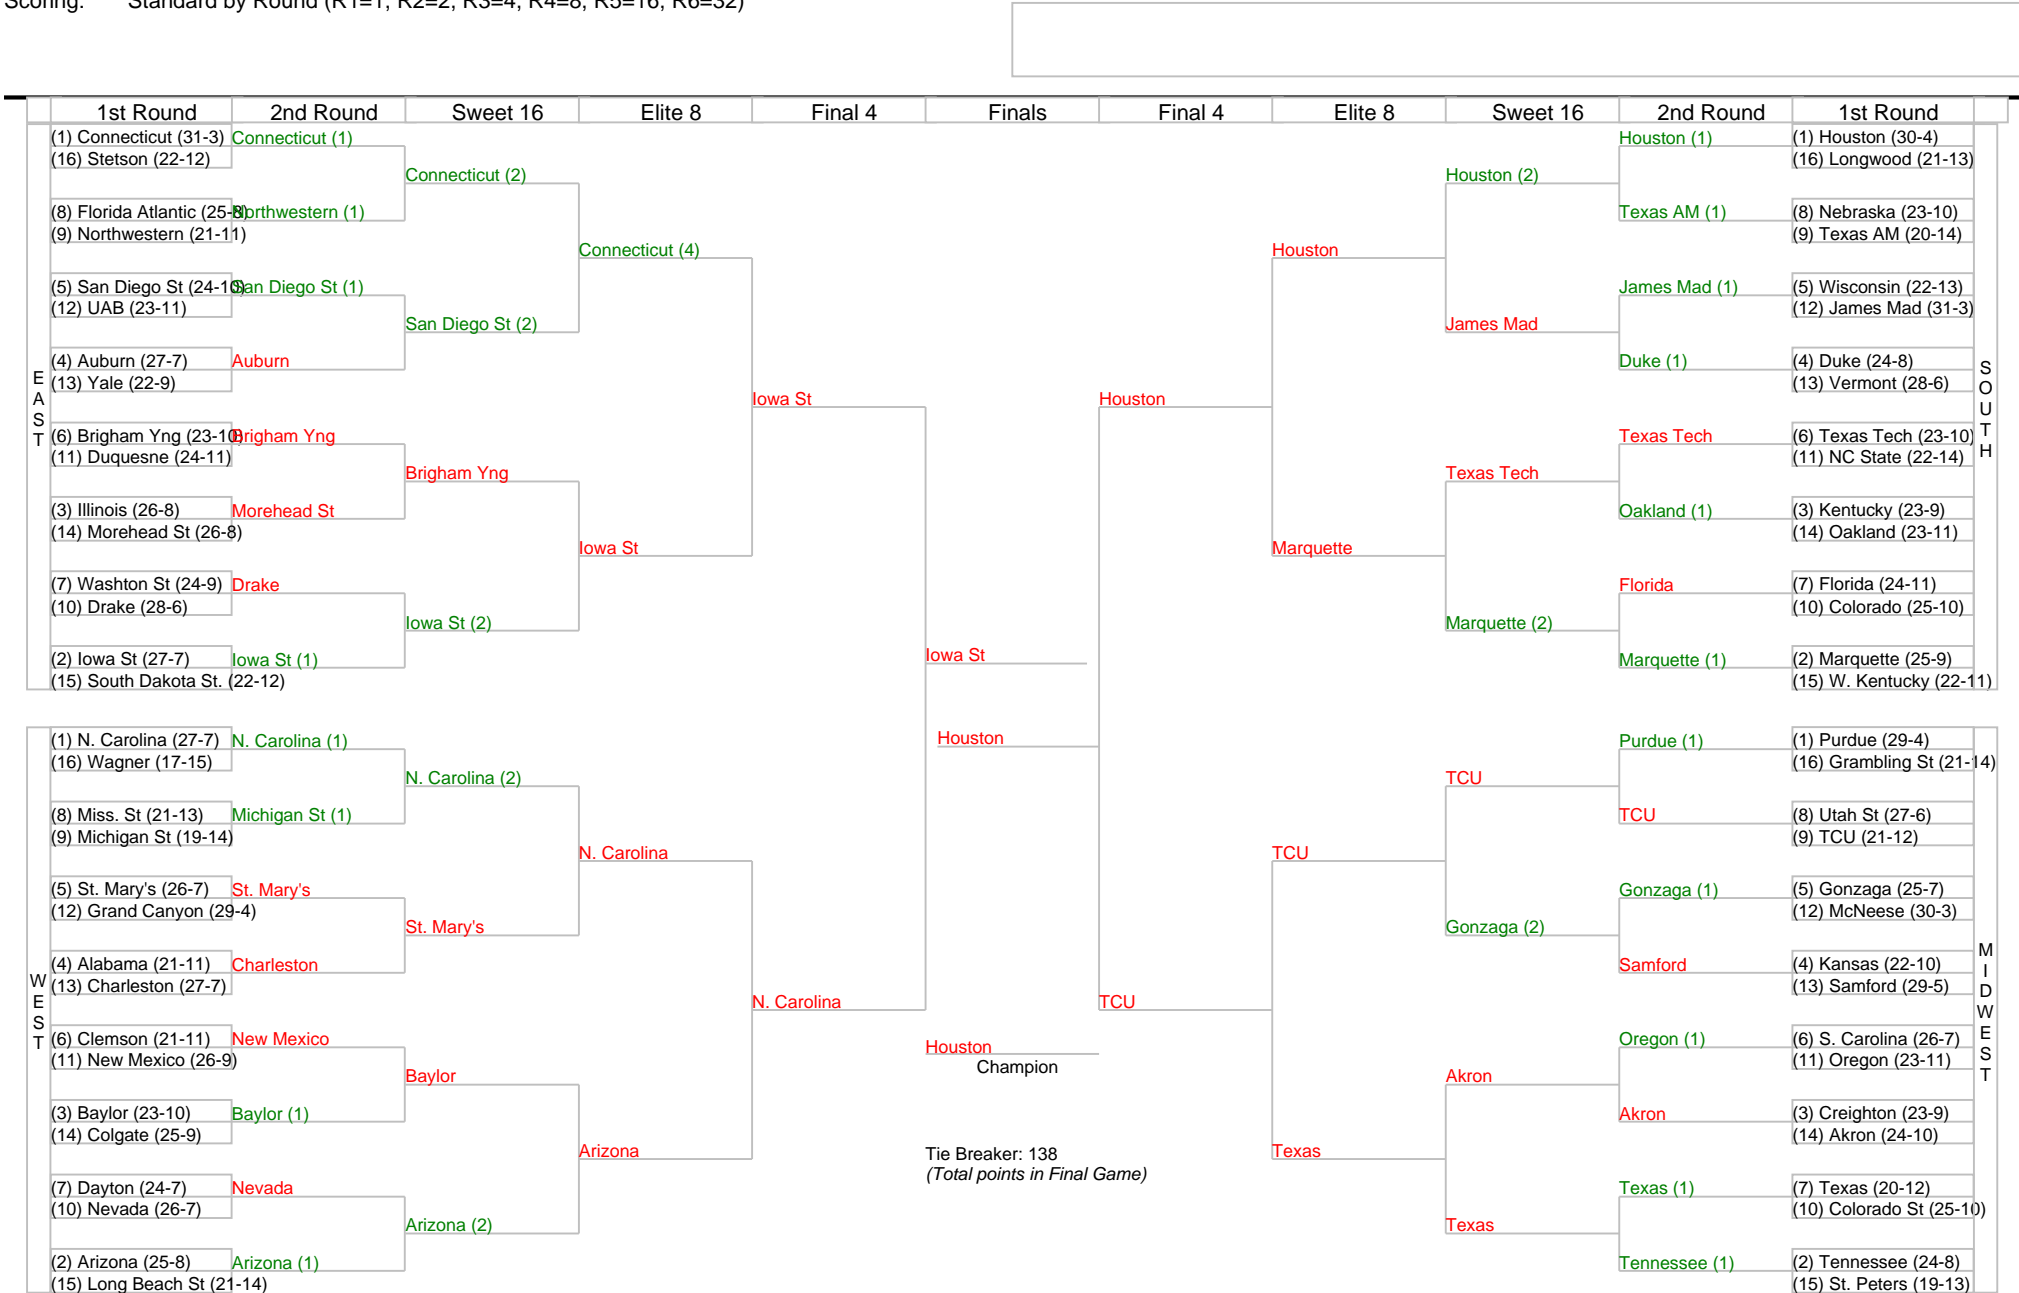 Scoring: Standard by Round (R1=1, R2=2, R3=4, R4=8, R5=16, R6=32)
1st Round 2nd Round Sweet 16 Elite 8 Final 4 Finals Final 4 Elite 8 Sweet 16 2nd Round 1st Round
EAST
(1) Connecticut (31-3) Connecticut (1)
(16) Stetson (22-12)
Connecticut (2)
(8) Florida Atlantic (25-8) Northwestern (1)
(9) Northwestern (21-11)
Connecticut (4)
(5) San Diego St (24-10) San Diego St (1)
(12) UAB (23-11)
San Diego St (2)
(4) Auburn (27-7) Auburn
(13) Yale (22-9)
Iowa St
(6) Brigham Yng (23-10) Brigham Yng
(11) Duquesne (24-11)
Brigham Yng
(3) Illinois (26-8) Morehead St
(14) Morehead St (26-8)
Iowa St
(7) Washton St (24-9) Drake
(10) Drake (28-6)
Iowa St (2)
(2) Iowa St (27-7) Iowa St (1)
(15) South Dakota St. (22-12)
WEST
(1) N. Carolina (27-7) N. Carolina (1)
(16) Wagner (17-15)
N. Carolina (2)
(8) Miss. St (21-13) Michigan St (1)
(9) Michigan St (19-14)
N. Carolina
(5) St. Mary's (26-7) St. Mary's
(12) Grand Canyon (29-4)
St. Mary's
(4) Alabama (21-11) Charleston
(13) Charleston (27-7)
N. Carolina
(6) Clemson (21-11) New Mexico
(11) New Mexico (26-9)
Baylor
(3) Baylor (23-10) Baylor (1)
(14) Colgate (25-9)
Arizona
(7) Dayton (24-7) Nevada
(10) Nevada (26-7)
Arizona (2)
(2) Arizona (25-8) Arizona (1)
(15) Long Beach St (21-14)
Iowa St
Houston
Houston
Champion
Tie Breaker: 138
(Total points in Final Game)
SOUTH
Houston (1) (1) Houston (30-4)
(16) Longwood (21-13)
Houston (2)
Texas AM (1) (8) Nebraska (23-10)
(9) Texas AM (20-14)
Houston
James Mad (1) (5) Wisconsin (22-13)
(12) James Mad (31-3)
James Mad
Duke (1) (4) Duke (24-8)
(13) Vermont (28-6)
Houston
Texas Tech (6) Texas Tech (23-10)
(11) NC State (22-14)
Texas Tech
Oakland (1) (3) Kentucky (23-9)
(14) Oakland (23-11)
Marquette
Florida (7) Florida (24-11)
(10) Colorado (25-10)
Marquette (2)
Marquette (1) (2) Marquette (25-9)
(15) W. Kentucky (22-11)
MIDWEST
Purdue (1) (1) Purdue (29-4)
(16) Grambling St (21-14)
TCU
TCU (8) Utah St (27-6)
(9) TCU (21-12)
TCU
Gonzaga (1) (5) Gonzaga (25-7)
(12) McNeese (30-3)
Gonzaga (2)
Samford (4) Kansas (22-10)
(13) Samford (29-5)
TCU
Oregon (1) (6) S. Carolina (26-7)
(11) Oregon (23-11)
Akron
Akron (3) Creighton (23-9)
(14) Akron (24-10)
Texas
Texas (1) (7) Texas (20-12)
(10) Colorado St (25-10)
Texas
Tennessee (1) (2) Tennessee (24-8)
(15) St. Peters (19-13)